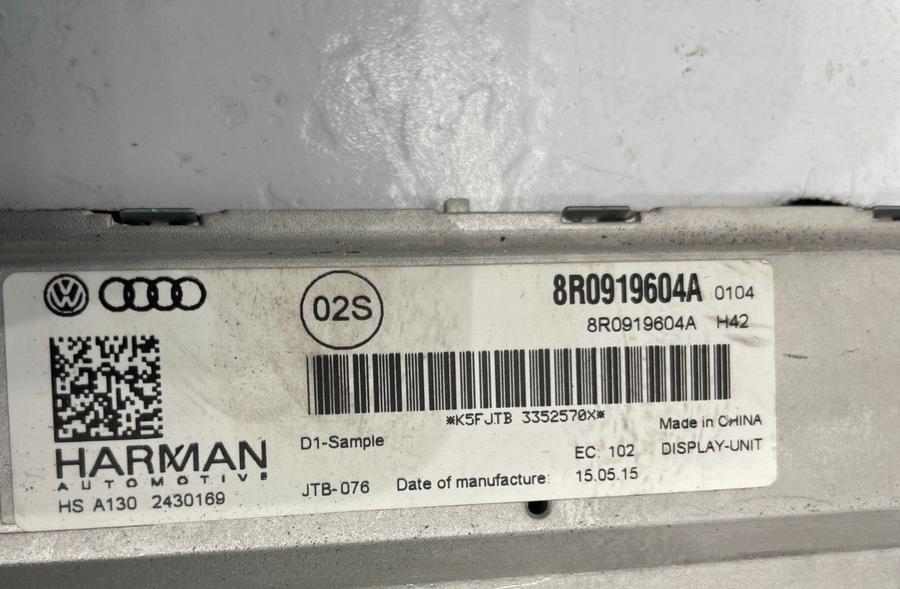 02S
8R0919604A 0104
8R0919604A H42
*K5FJTB 3352570X*
Made in CHINA
D1-Sample
EC: 102 DISPLAY-UNIT
HARMAN
AUTOMOTIVE
JTB-076 Date of manufacture: 15.05.15
HS A130 2430169